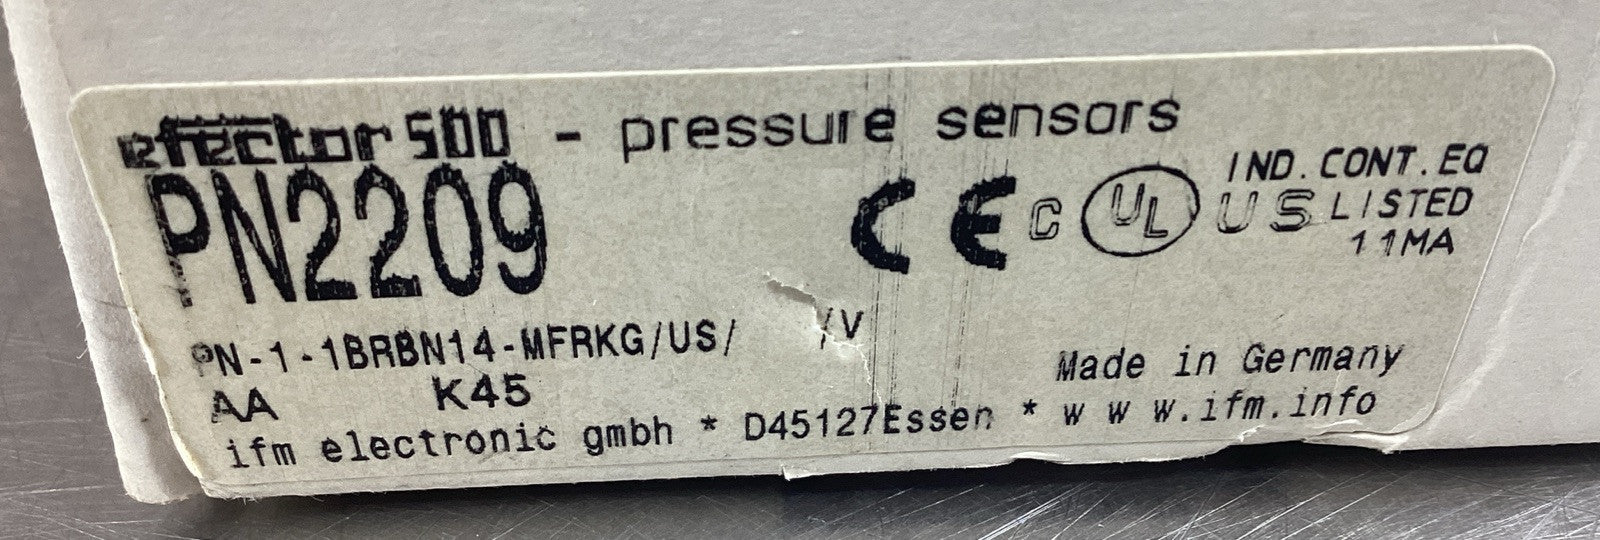 efector500 - pressure sensors
PN2209
CE C UL US
IND.CONT.EQ
LISTED
11MA
PN-1-1BRBN14-MFRKG/US/ /V
AA K45
Made in Germany
ifm electronic gmbh * D45127Essen * w w w.ifm.info